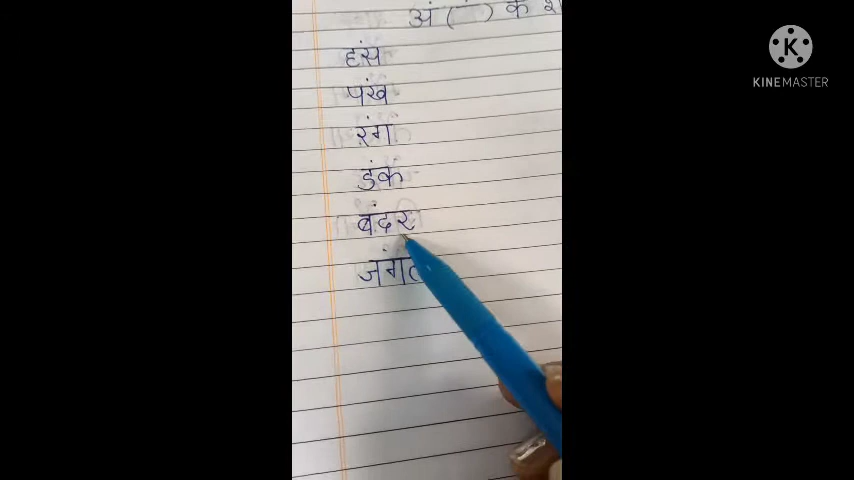 अं ( ं ) के
हंस
पंख
रंग
डंक
बंदर
जंगल
KINEMASTER